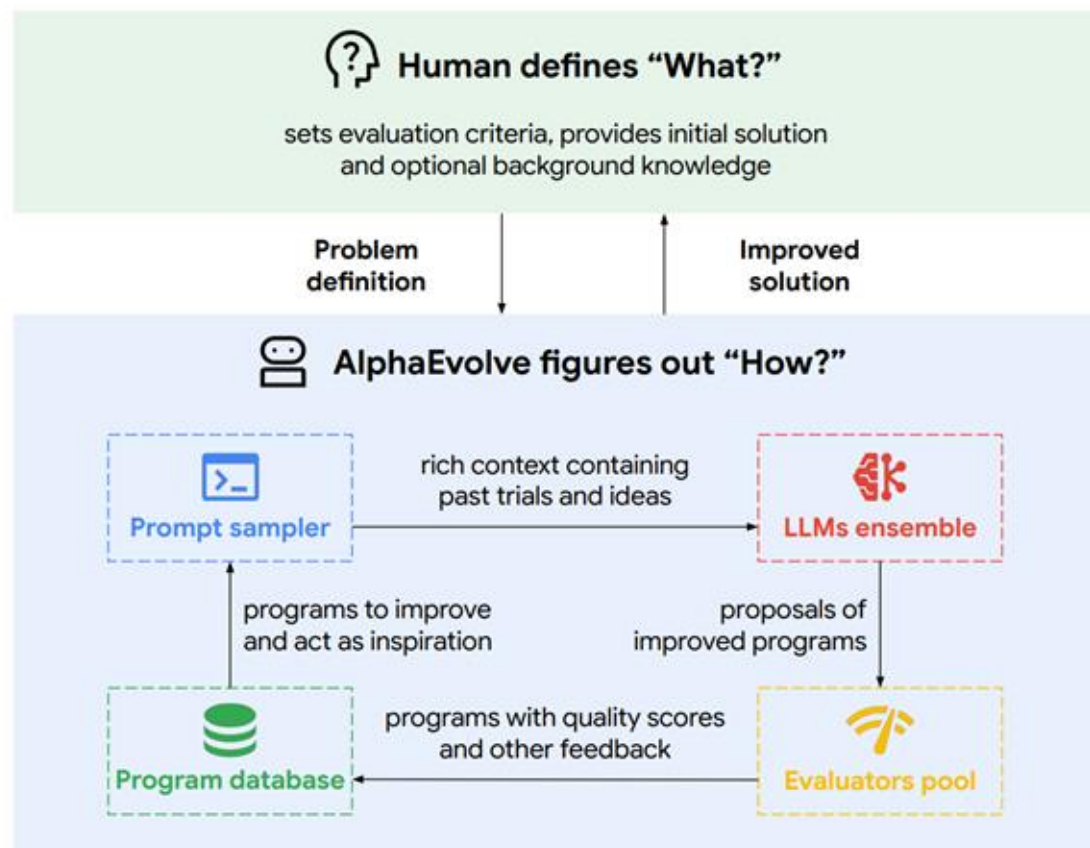 Human defines “What?”
sets evaluation criteria, provides initial solution
and optional background knowledge
Problem
definition
Improved
solution
AlphaEvolve figures out “How?”
Prompt sampler
rich context containing
past trials and ideas
LLMs ensemble
programs to improve
and act as inspiration
proposals of
improved programs
Program database
programs with quality scores
and other feedback
Evaluators pool